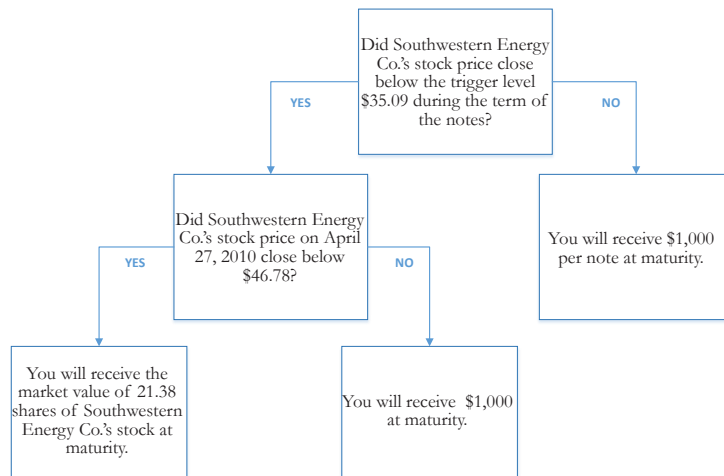 Did Southwestern Energy
Co.'s stock price close
below the trigger level
$35.09 during the term of
the notes?
YES
NO
Did Southwestern Energy
Co.'s stock price on April
27, 2010 close below
$46.78?
You will receive $1,000
per note at maturity.
YES
NO
You will receive the
market value of 21.38
shares of Southwestern
Energy Co.'s stock at
maturity.
You will receive $1,000
at maturity.